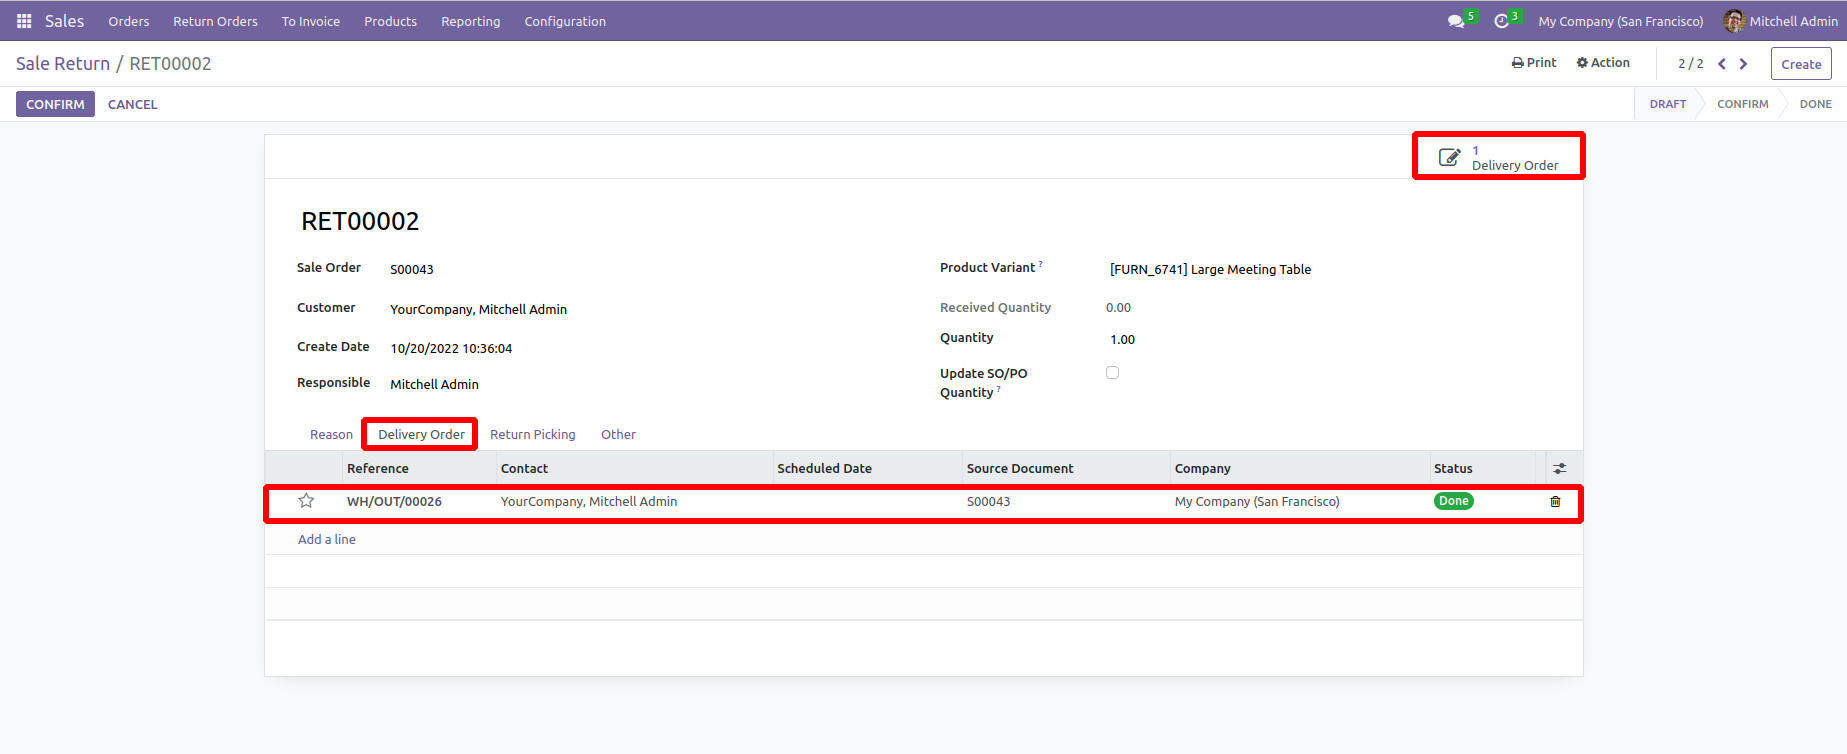 Sales Orders Return Orders To Invoice Products Reporting Configuration 5 3 My Company (San Francisco) Mitchell Admin
Sale Return / RET00002 Print Action 2 / 2 Create
CONFIRM CANCEL DRAFT CONFIRM DONE
1
Delivery Order
RET00002
Sale Order S00043 Product Variant ? [FURN_6741] Large Meeting Table
Customer YourCompany, Mitchell Admin Received Quantity 0.00
Quantity 1.00
Create Date 10/20/2022 10:36:04
Update SO/PO
Quantity ?
Responsible Mitchell Admin
Reason Delivery Order Return Picking Other
Reference Contact Scheduled Date Source Document Company Status
WH/OUT/00026 YourCompany, Mitchell Admin S00043 My Company (San Francisco) Done
Add a line